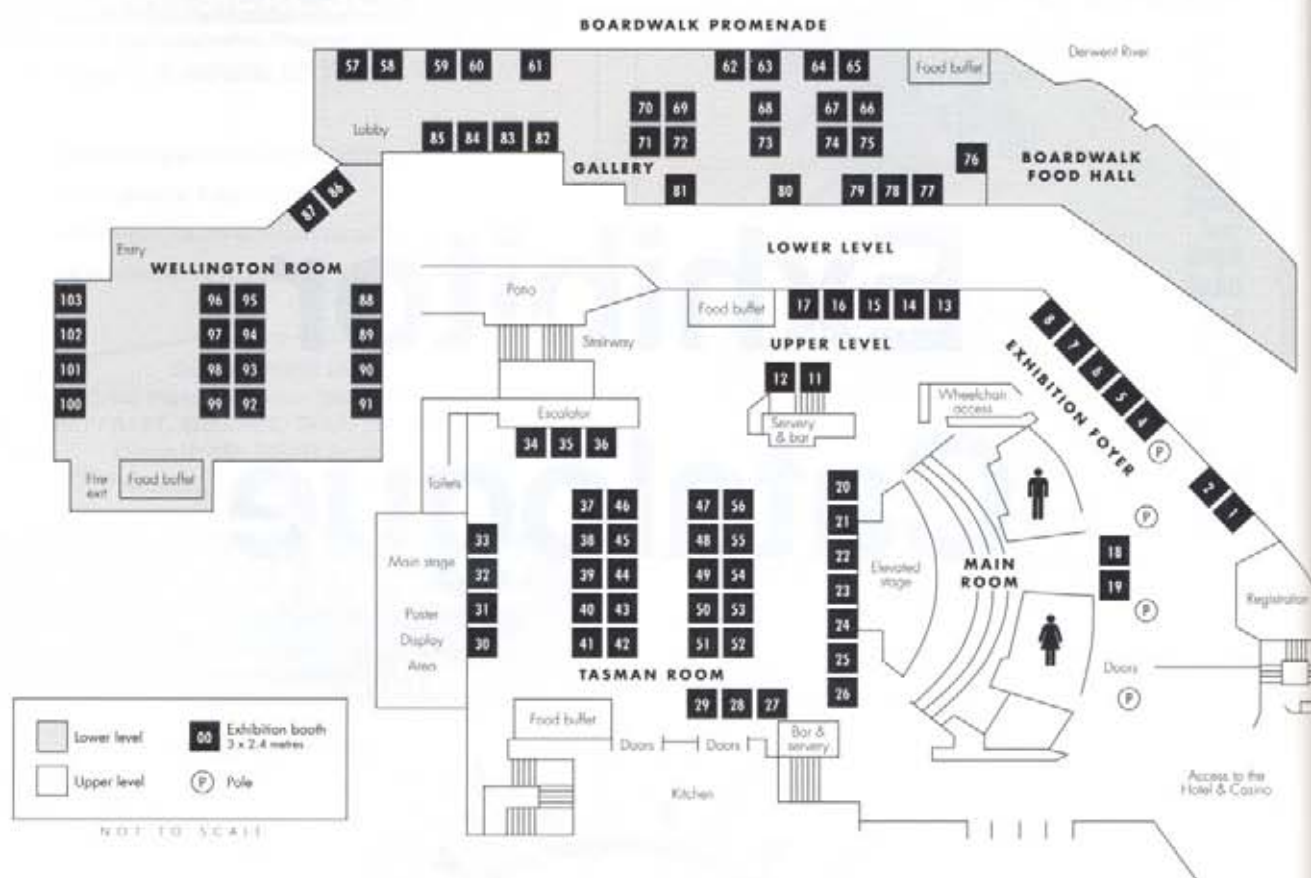 BOARDWALK PROMENADE
Derwent River
57 58 59 60 61 62 63 64 65
Food buffet
70 69 68 67 66
Lobby
85 84 83 82
71 72 73 74 75
76
BOARDWALK
FOOD HALL
GALLERY
87 86
81 80 79 78 77
Entry
LOWER LEVEL
WELLINGTON ROOM
103 96 95 88
102 97 94 89
101 98 93 90
100 99 92 91
Fire
exit
Food buffet
Patio
Stairway
Food buffet
17 16 15 14 13
UPPER LEVEL
8 7 6 5 4
EXHIBITION FOYER
P
2 1
12 11
Servery
& bar
Wheelchair
access
Escalator
34 35 36
Toilets
37 46 47 56
38 45 48 55
39 44 49 54
40 43 50 53
41 42 51 52
33
32
31
30
Main stage
Poster
Display
Area
20
21
22
23
24
25
26
Elevated
stage
MAIN
ROOM
P
18
19
P
Registration
Doors
P
TASMAN ROOM
29 28 27
Food buffet
Doors
Doors
Bar &
servery
Kitchen
Access to the
Hotel & Casino
Lower level
00 Exhibition booth
3 x 2.4 metres
Upper level
P Pole
NOT TO SCALE